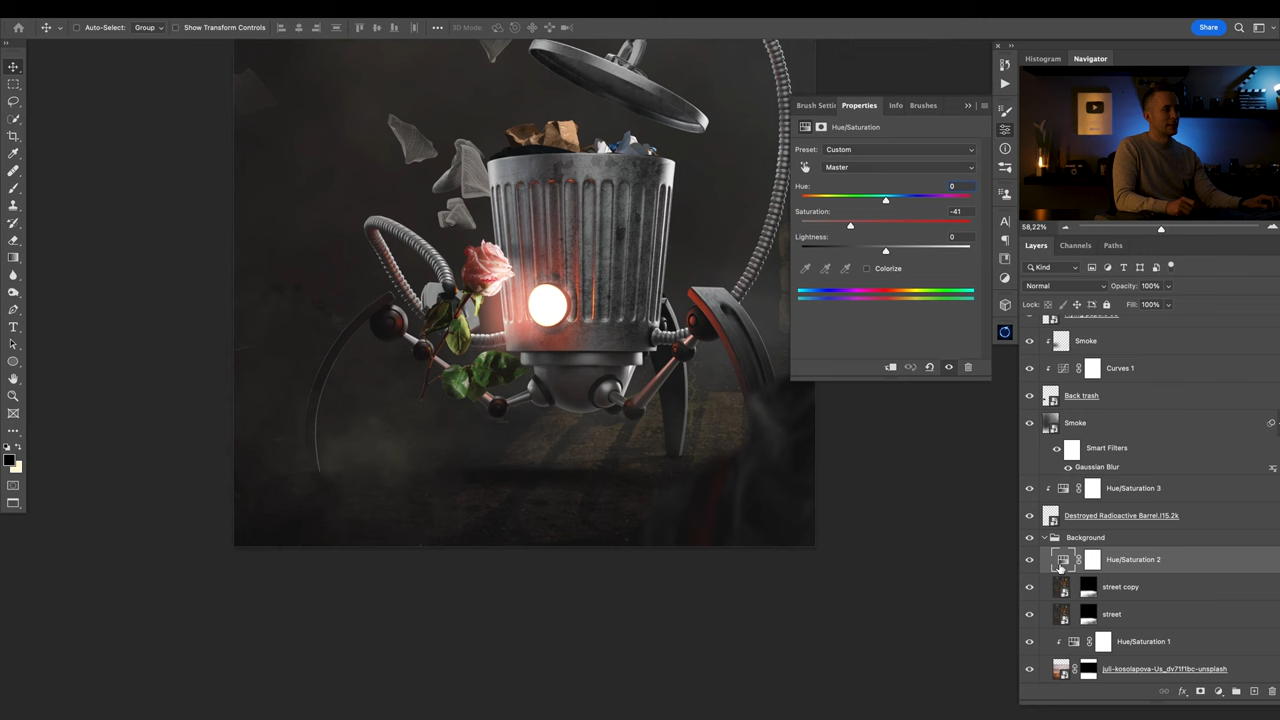 Auto-Select: Group Show Transform Controls ••• 3D Mode: Share
Histogram Navigator
Brush Setti Properties Info Brushes
Hue/Saturation
Preset: Custom
Master
Hue: 0
Saturation: -41
Lightness: 0
Colorize
58,22%
Layers Channels Paths
Kind
Normal Opacity: 100%
Lock: Fill: 100%
Smoke
Curves 1
Back trash
Smoke
Smart Filters
Gaussian Blur
Hue/Saturation 3
Destroyed Radioactive Barrel.I15.2k
Background
Hue/Saturation 2
street copy
street
Hue/Saturation 1
juli-kosolapova-Us_dv71f1bc-unsplash